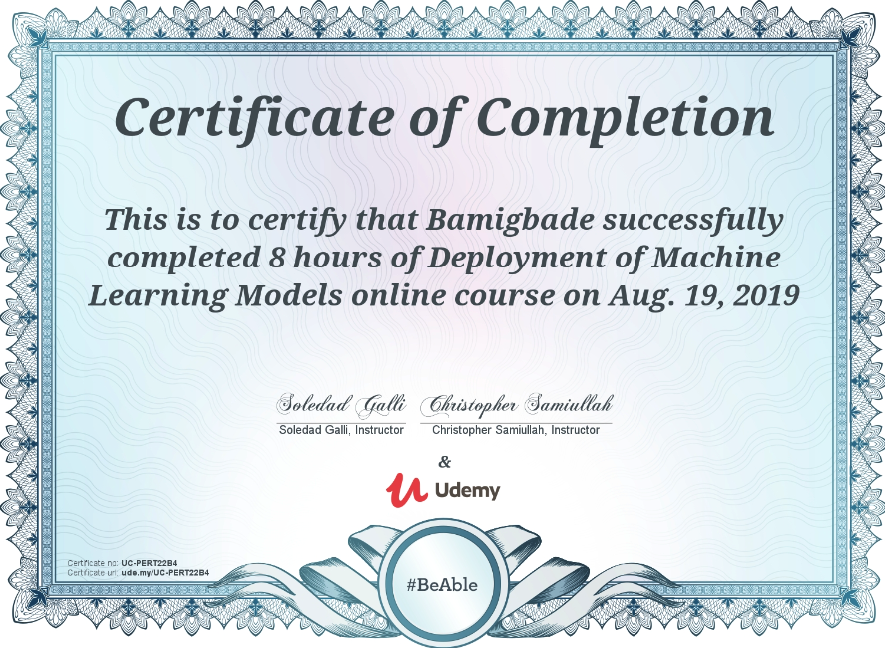 Certificate of Completion
This is to certify that Bamigbade successfully
completed 8 hours of Deployment of Machine
Learning Models online course on Aug. 19, 2019
Soledad Galli Christopher Samiullah
Soledad Galli, Instructor Christopher Samiullah, Instructor
&
Udemy
Certificate no: UC-PERT22B4
Certificate url: ude.my/UC-PERT22B4
#BeAble